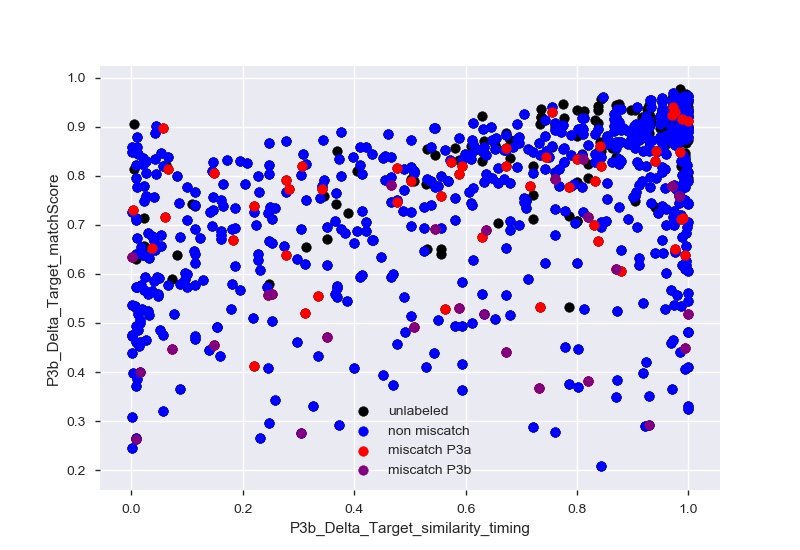 1.0
0.9
0.8
0.7
0.6
0.5
0.4
0.3
0.2
P3b_Delta_Target_matchScore
unlabeled
non miscatch
miscatch P3a
miscatch P3b
0.0 0.2 0.4 0.6 0.8 1.0
P3b_Delta_Target_similarity_timing